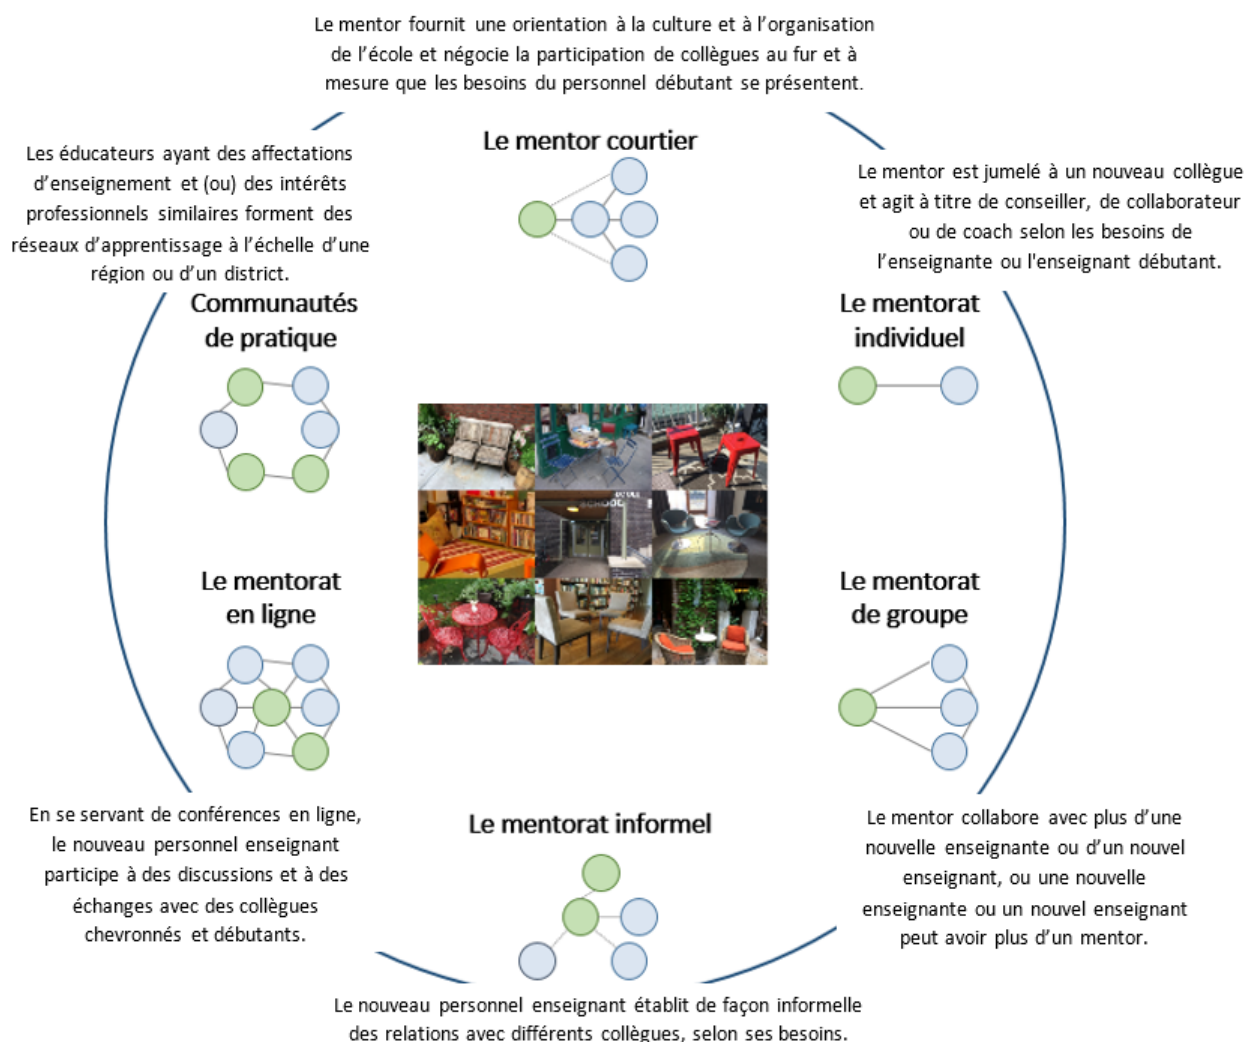 Le mentor fournit une orientation à la culture et à l’organisation
de l’école et négocie la participation de collègues au fur et à
mesure que les besoins du personnel débutant se présentent.
Le mentor courtier
Le mentor est jumelé à un nouveau collègue
et agit à titre de conseiller, de collaborateur
ou de coach selon les besoins de
l’enseignante ou l'enseignant débutant.
Le mentorat
individuel
Le mentorat
de groupe
Le mentor collabore avec plus d’une
nouvelle enseignante ou d’un nouvel
enseignant, ou une nouvelle
enseignante ou un nouvel enseignant
peut avoir plus d’un mentor.
Le mentorat informel
Le nouveau personnel enseignant établit de façon informelle
des relations avec différents collègues, selon ses besoins.
Le mentorat
en ligne
En se servant de conférences en ligne,
le nouveau personnel enseignant
participe à des discussions et à des
échanges avec des collègues
chevronnés et débutants.
Les éducateurs ayant des affectations
d’enseignement et (ou) des intérêts
professionnels similaires forment des
réseaux d’apprentissage à l’échelle d’une
région ou d’un district.
Communautés
de pratique
SCHOOL